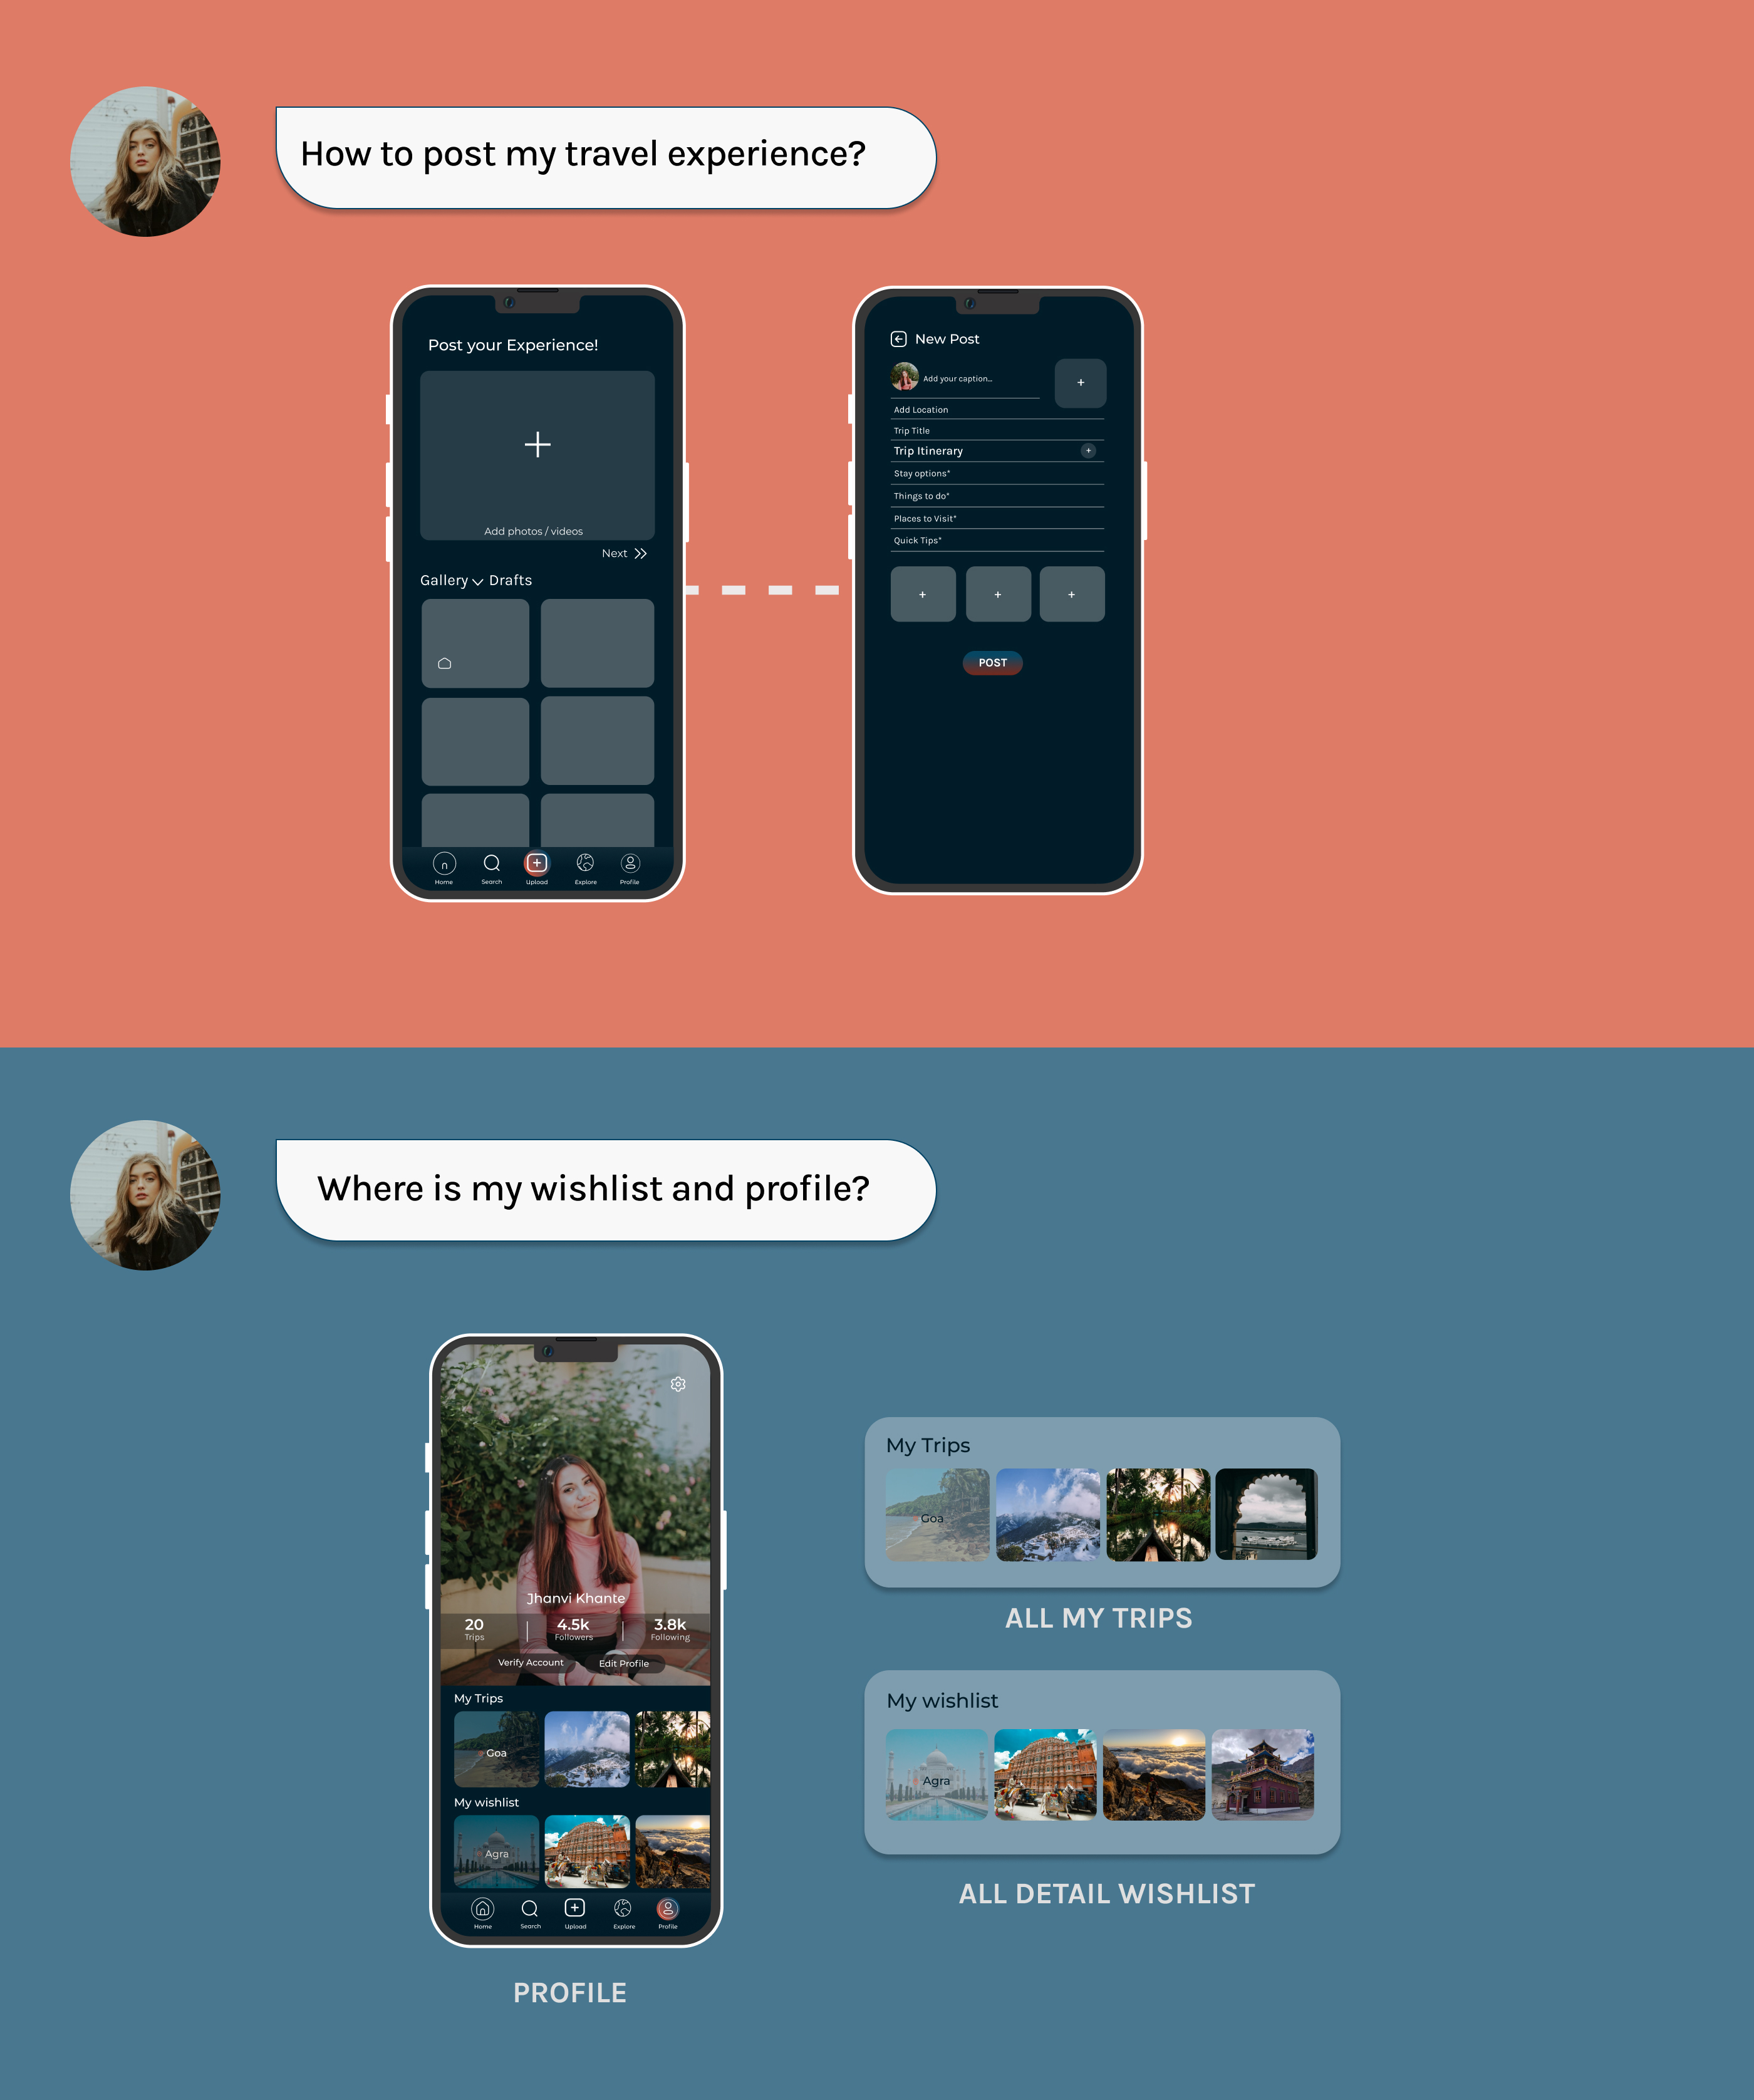 How to post my travel experience?
Post your Experience!
Add photos / videos
Next
Gallery Drafts
Home Search Upload Explore Profile
New Post
Add your caption...
Add Location
Trip Title
Trip Itinerary
Stay options*
Things to do*
Places to Visit*
Quick Tips*
POST
Where is my wishlist and profile?
Jhanvi Khante
20 4.5k 3.8k
Trips Followers Following
Verify Account Edit Profile
My Trips
Goa
My wishlist
Agra
Home Search Upload Explore Profile
PROFILE
My Trips
Goa
ALL MY TRIPS
My wishlist
Agra
ALL DETAIL WISHLIST